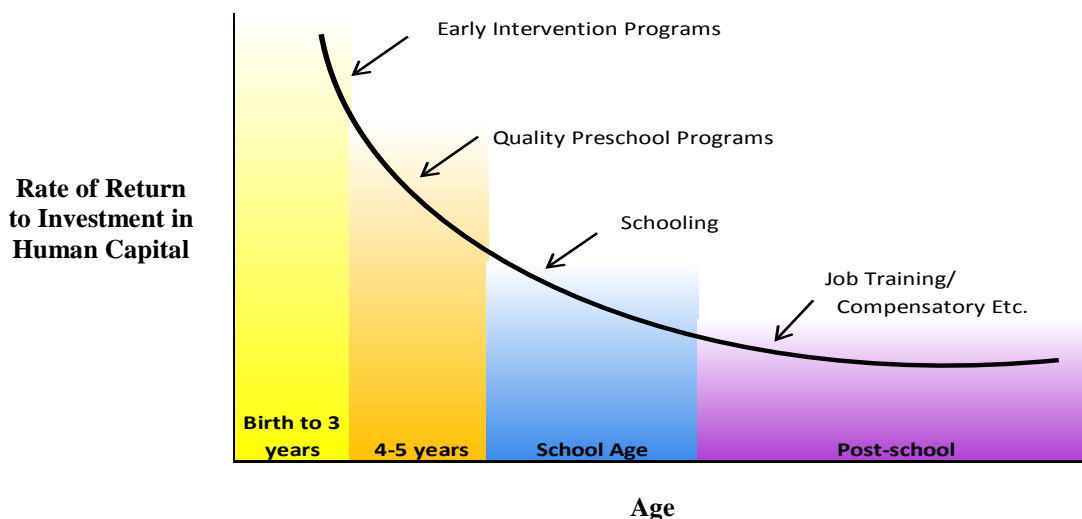 Early Intervention Programs
Quality Preschool Programs
Rate of Return
to Investment in
Human Capital
Schooling
Job Training/
Compensatory Etc.
Birth to 3
years
4-5 years
School Age
Post-school
Age